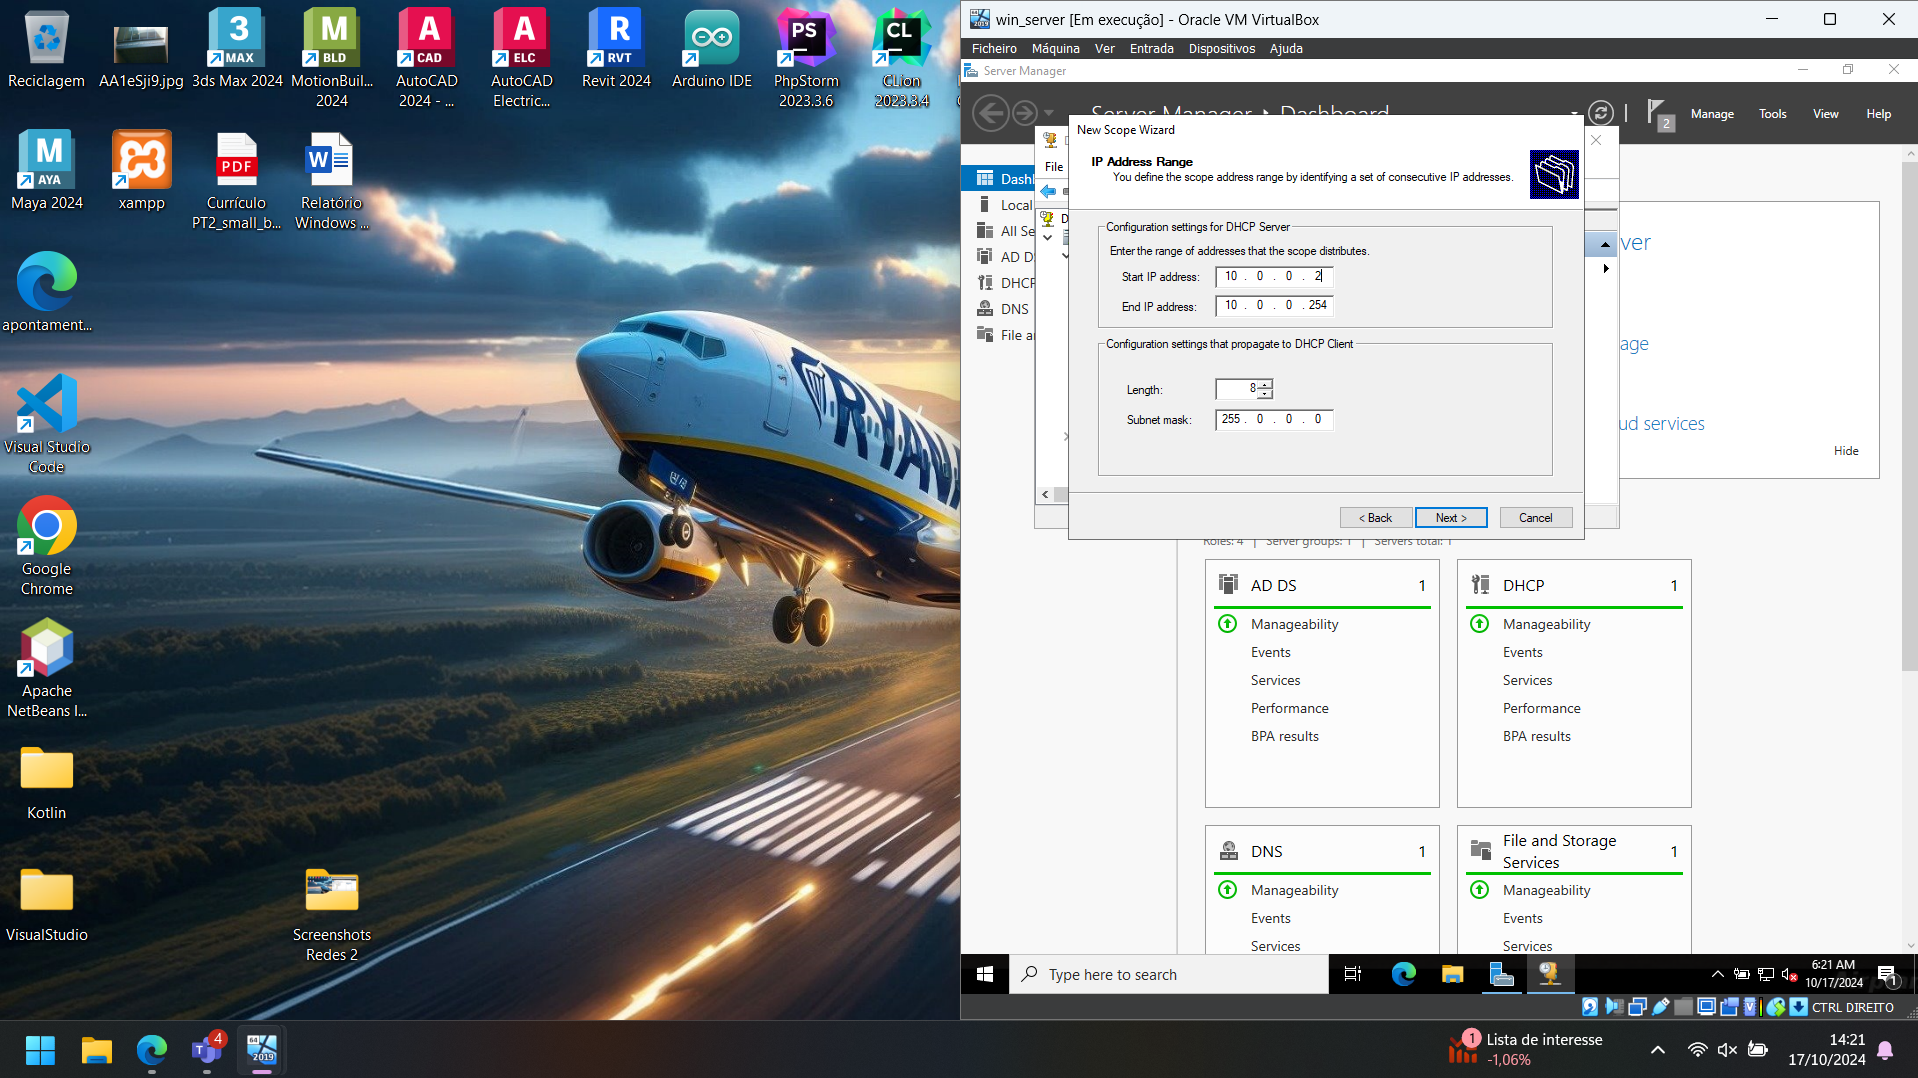 Reciclagem
AA1eSji9.jpg
3ds Max 2024
MotionBuil...
2024
AutoCAD
2024 - ...
AutoCAD
Electric...
Revit 2024
Arduino IDE
PhpStorm
2023.3.6
CLion
2023.3.4
Maya 2024
xampp
Currículo
PT2_small_b...
Relatório
Windows ...
apontament...
Visual Studio
Code
Google
Chrome
Apache
NetBeans I...
Kotlin
VisualStudio
Screenshots
Redes 2
RYANA
win_server [Em execução] - Oracle VM VirtualBox
Ficheiro Máquina Ver Entrada Dispositivos Ajuda
Server Manager
Server Manager Dashboard
2 Manage Tools View Help
Dashl
Local
All Se
AD D
DHCF
DNS
File a
File
New Scope Wizard
IP Address Range
You define the scope address range by identifying a set of consecutive IP addresses.
Configuration settings for DHCP Server
Enter the range of addresses that the scope distributes.
Start IP address: 10 . 0 . 0 . 2
End IP address: 10 . 0 . 0 . 254
Configuration settings that propagate to DHCP Client
Length: 8
Subnet mask: 255 . 0 . 0 . 0
< Back Next > Cancel
ver
age
ud services
Hide
Roles: 4 | Server groups: 1 | Servers total: 1
AD DS 1
Manageability
Events
Services
Performance
BPA results
DHCP 1
Manageability
Events
Services
Performance
BPA results
DNS 1
Manageability
Events
Services
File and Storage
Services 1
Manageability
Events
Services
Type here to search
6:21 AM
10/17/2024
1
CTRL DIREITO
4
1
Lista de interesse
-1,06%
14:21
17/10/2024